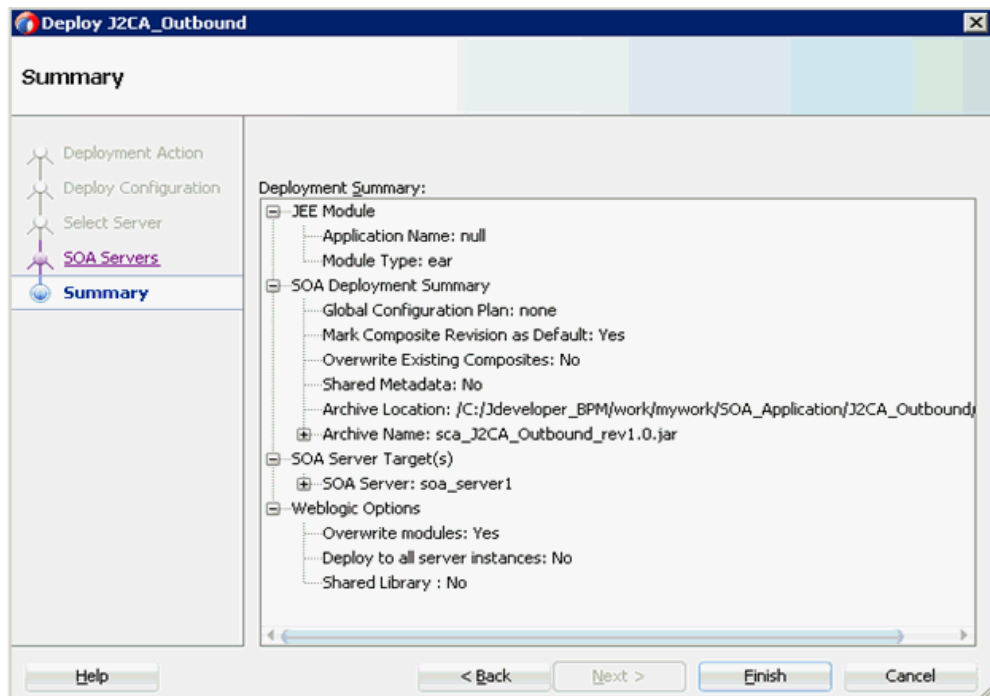 Deploy J2CA_Outbound
Summary
Deployment Action
Deploy Configuration
Select Server
SOA Servers
Summary
Deployment Summary:
JEE Module
Application Name: null
Module Type: ear
SOA Deployment Summary
Global Configuration Plan: none
Mark Composite Revision as Default: Yes
Overwrite Existing Composites: No
Shared Metadata: No
Archive Location: /C:/Jdeveloper_BPM/work/mywork/SOA_Application/J2CA_Outbound/
Archive Name: sca_J2CA_Outbound_rev1.0.jar
SOA Server Target(s)
SOA Server: soa_server1
Weblogic Options
Overwrite modules: Yes
Deploy to all server instances: No
Shared Library : No
Help
< Back
Next >
Finish
Cancel